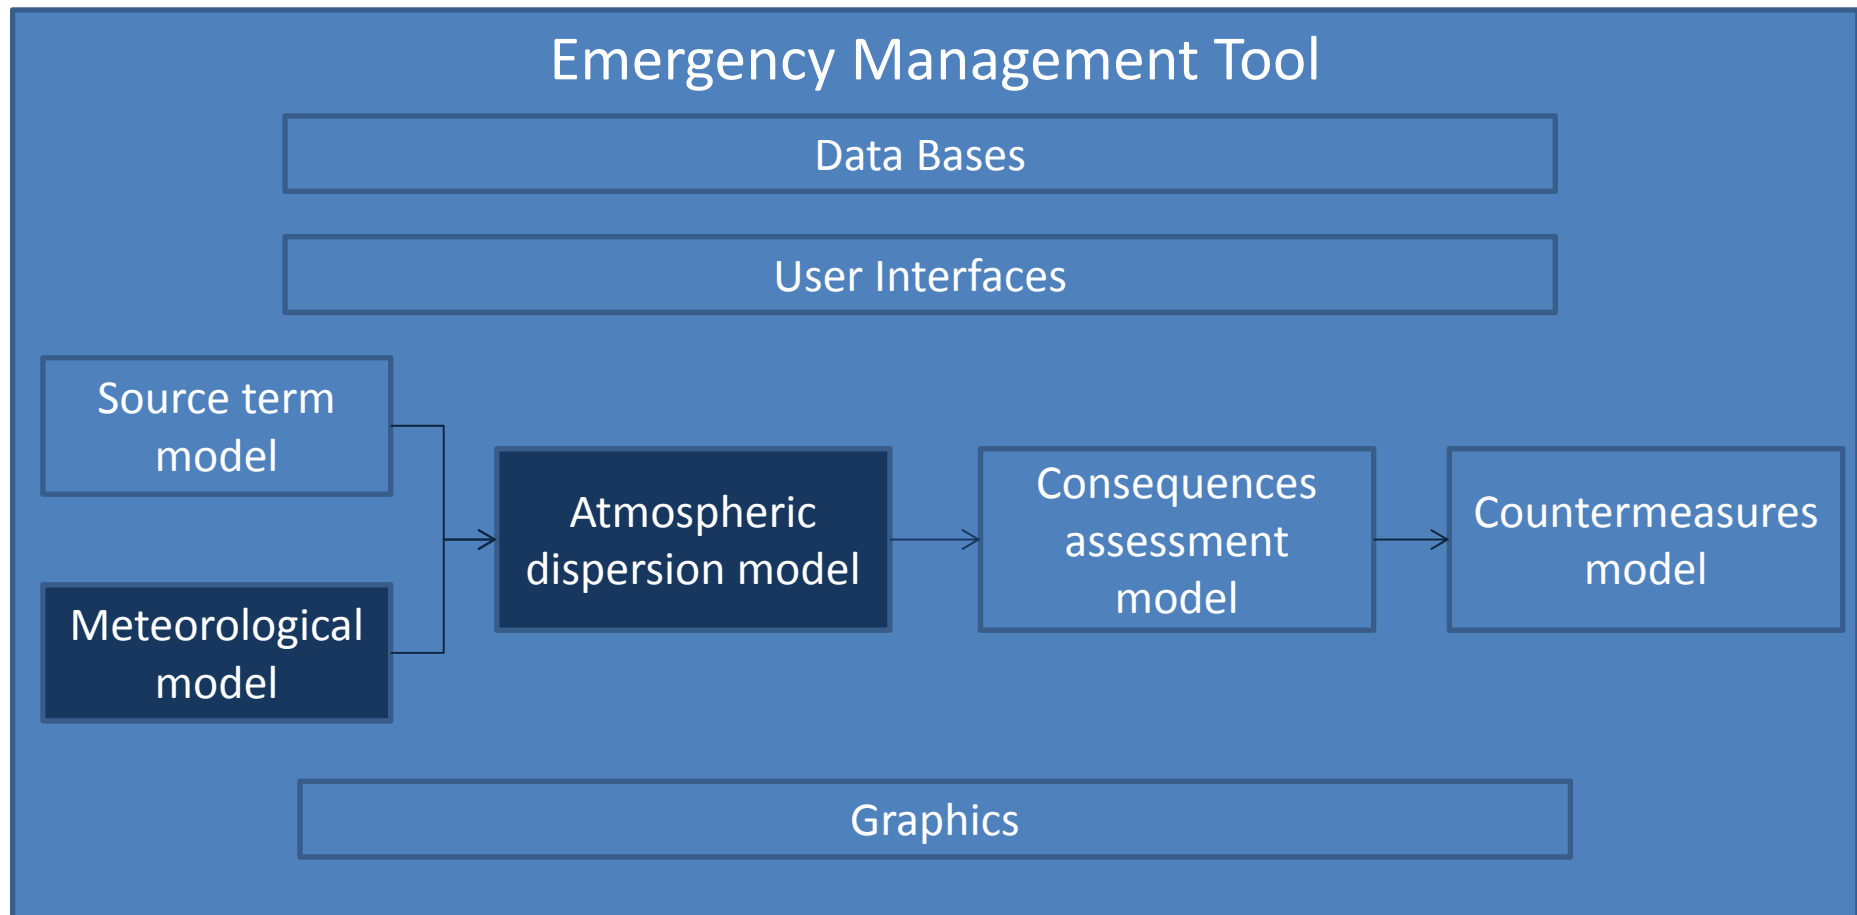 Emergency Management Tool
Data Bases
User Interfaces
Source term
model
Meteorological
model
Atmospheric
dispersion model
Consequences
assessment
model
Countermeasures
model
Graphics